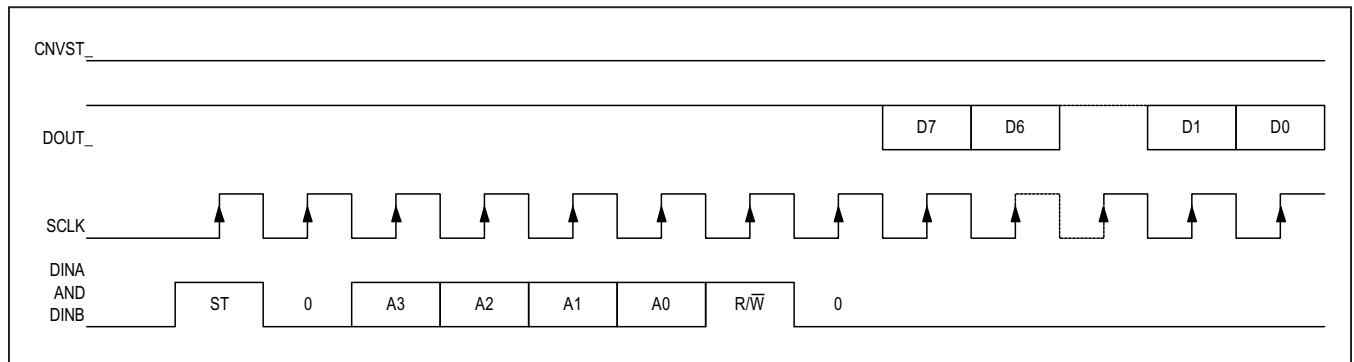 CNVST_
DOUT_ D7 D6 D1 D0
SCLK
DINA
AND
DINB
ST 0 A3 A2 A1 A0 R/W̅ 0